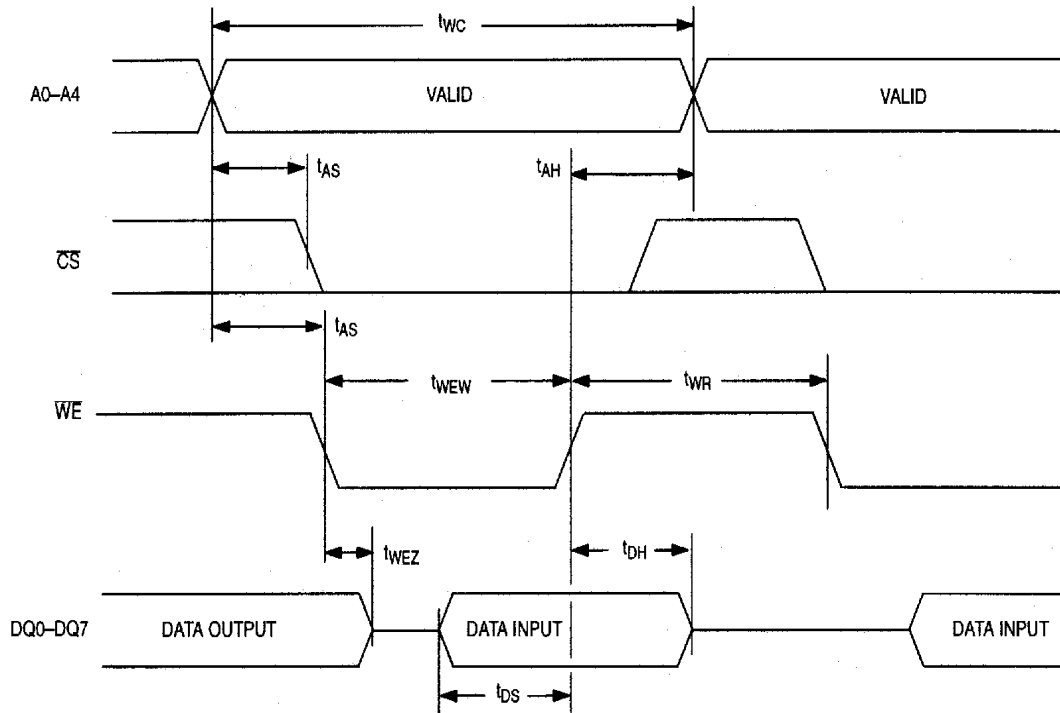 tWC
A0–A4 VALID VALID
tAS tAH
CS
tAS
tWEW tWR
WE
tWEZ tDH
DQ0–DQ7 DATA OUTPUT DATA INPUT DATA INPUT
tDS